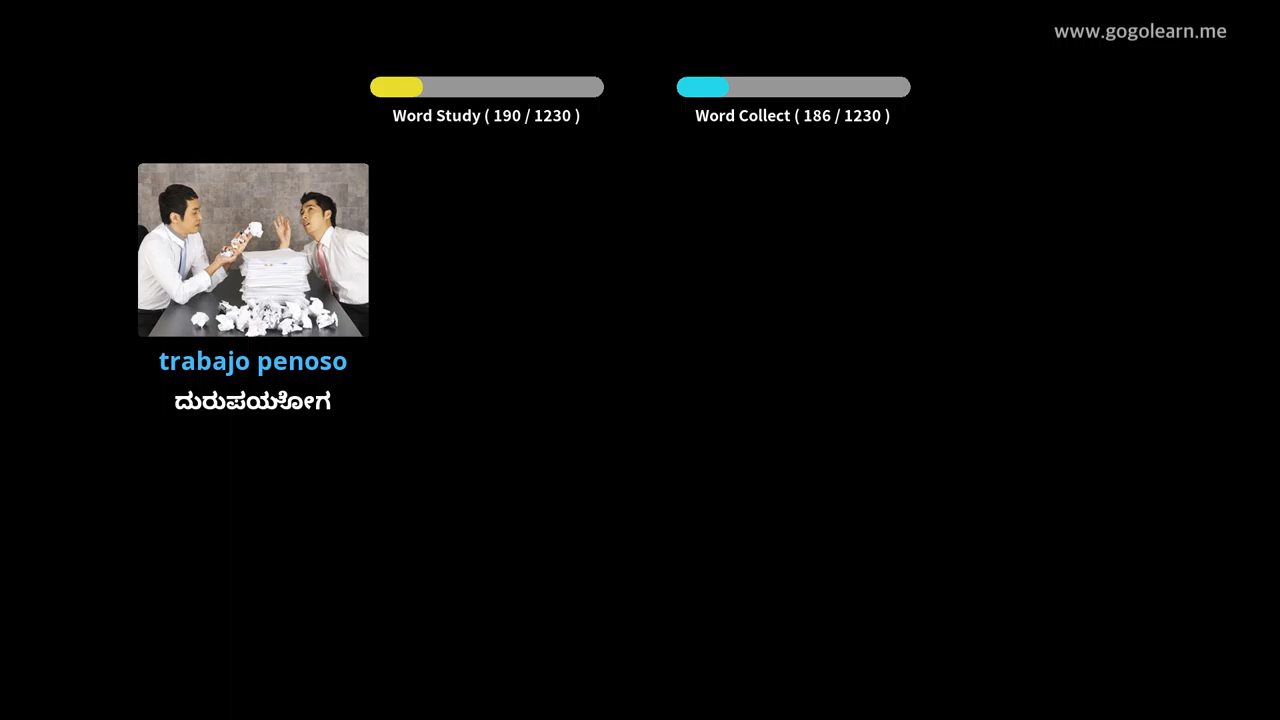 www.gogolearn.me
Word Study ( 190 / 1230 )
Word Collect ( 186 / 1230 )
trabajo penoso
ದುರುಪಯೋಗ